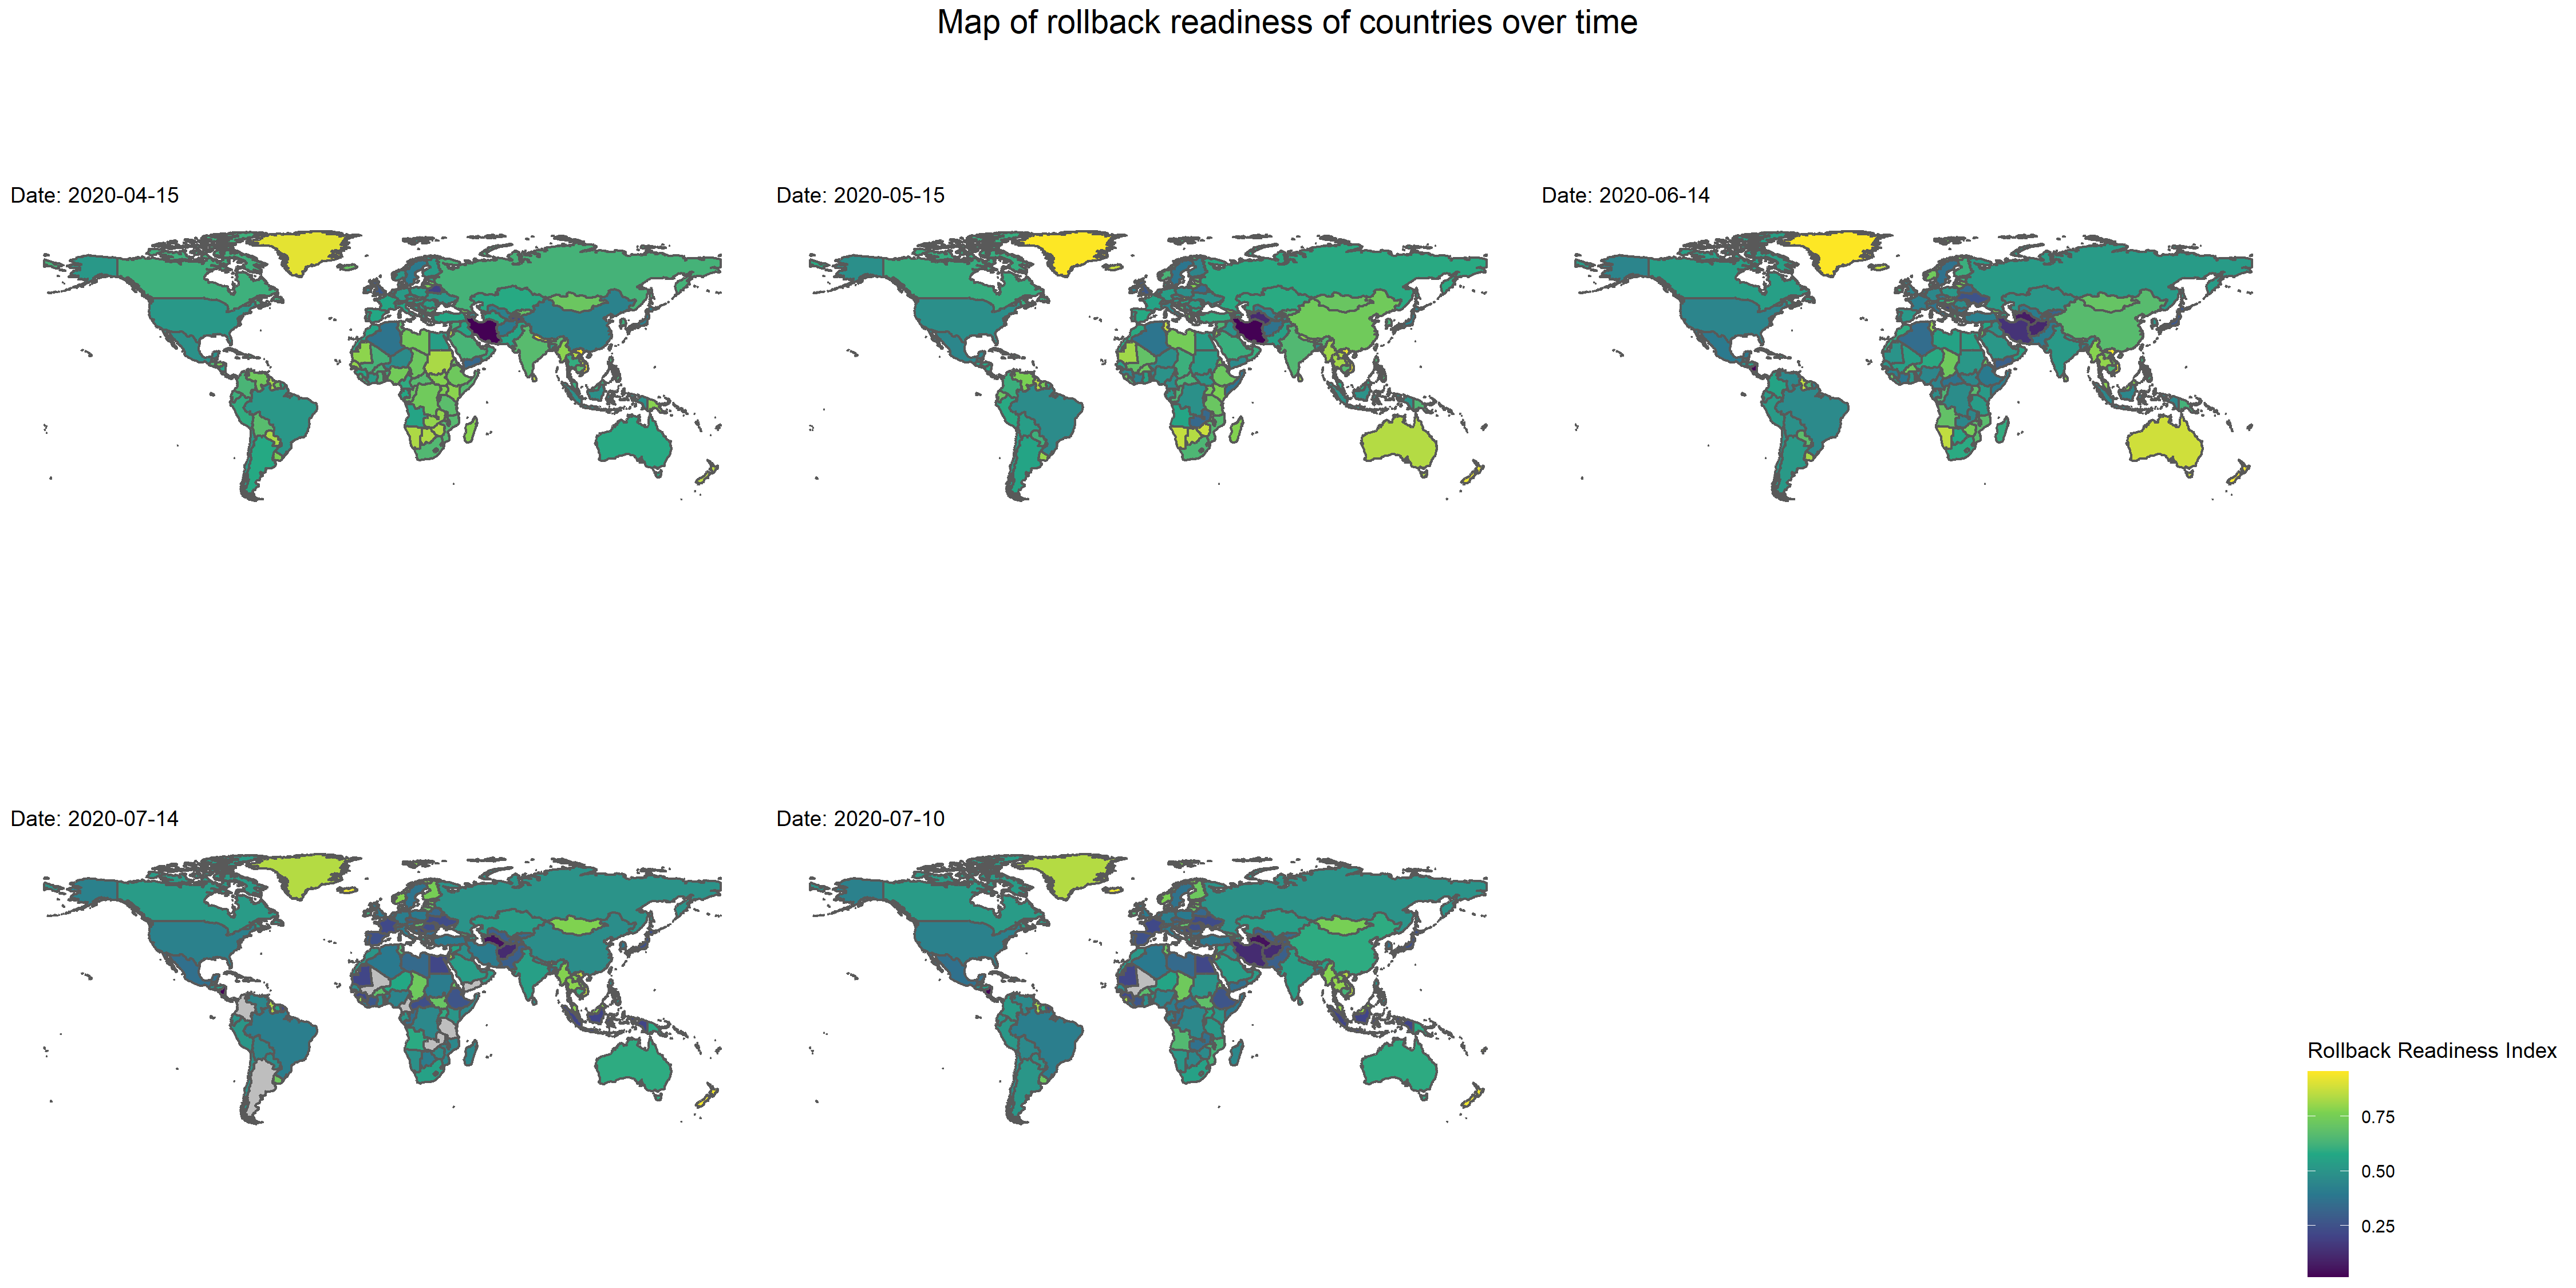 Map of rollback readiness of countries over time
Date: 2020-04-15
Date: 2020-05-15
Date: 2020-06-14
Date: 2020-07-14
Date: 2020-07-10
Rollback Readiness Index
0.75
0.50
0.25